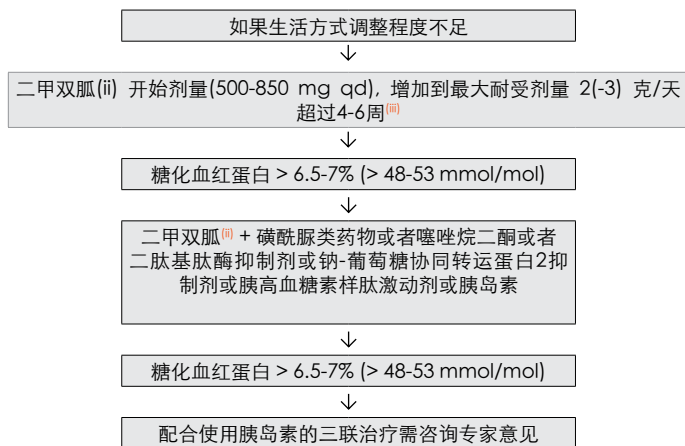 如果生活方式调整程度不足
二甲双胍(ii) 开始剂量(500-850 mg qd), 增加到最大耐受剂量 2(-3) 克/天
超过4-6周(iii)
糖化血红蛋白 > 6.5-7% (> 48-53 mmol/mol)
二甲双胍(ii) + 磺酰脲类药物或者噻唑烷二酮或者
二肽基肽酶抑制剂或钠-葡萄糖协同转运蛋白2抑
制剂或胰高血糖素样肽激动剂或胰岛素
糖化血红蛋白 > 6.5-7% (> 48-53 mmol/mol)
配合使用胰岛素的三联治疗需咨询专家意见